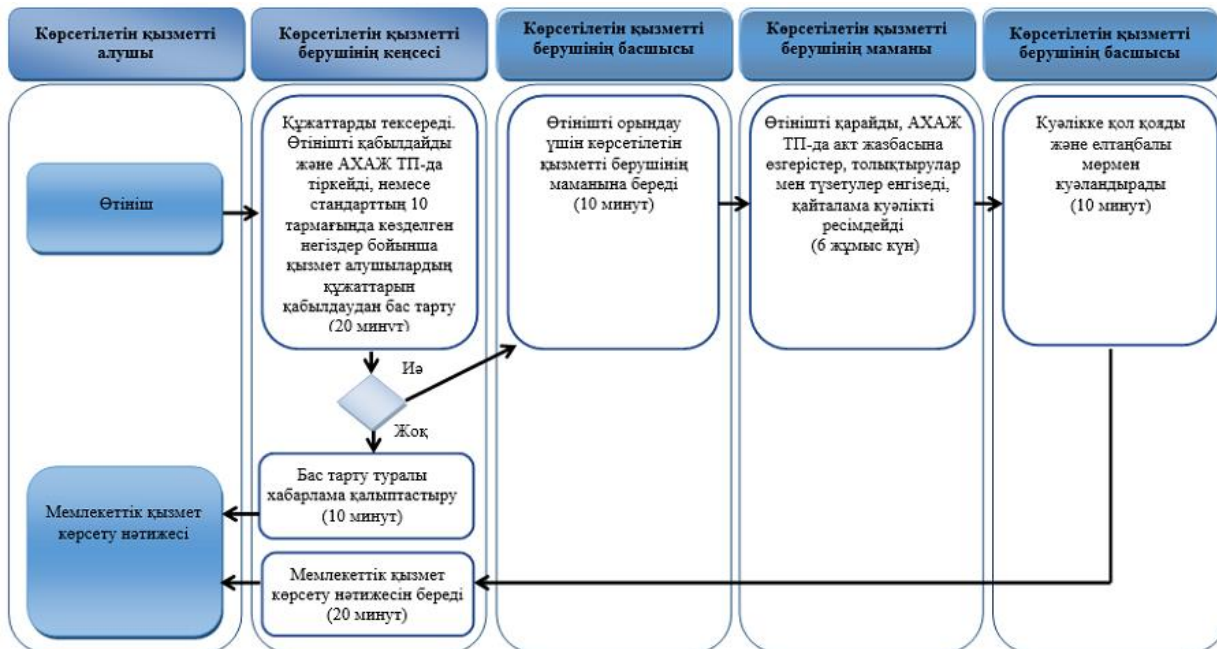 Көрсетілетін қызметті
алушы
Көрсетілетін қызметті
берушінің кеңсесі
Көрсетілетін қызметті
берушінің басшысы
Көрсетілетін қызметті
берушінің маманы
Көрсетілетін қызметті
берушінің басшысы
Өтініш
Құжаттарды тексереді.
Өтінішті қабылдайды
және АХАЖ ТП-да
тіркейді, немесе
стандарттың 10
тармағында көзделген
негіздер бойынша
қызмет алушылардың
құжаттарын
қабылдаудан бас тарту
(20 минут)
Өтінішті орындау
үшін көрсетілетін
қызметті берушінің
маманына береді
(10 минут)
Өтінішті қарайды, АХАЖ
ТП-да акт жазбасына
өзгерістер, толықтырулар
мен түзетулер енгізеді,
қайталама куәлікті
ресімдейді
(6 жұмыс күн)
Куәлікке қол қояды
және елтаңбалы
мөрмен
куәландырады
(10 минут)
Иә
Жоқ
Бас тарту туралы
хабарлама қалыптастыру
(10 минут)
Мемлекеттік қызмет
көрсету нәтижесі
Мемлекеттік қызмет
көрсету нәтижесін береді
(20 минут)